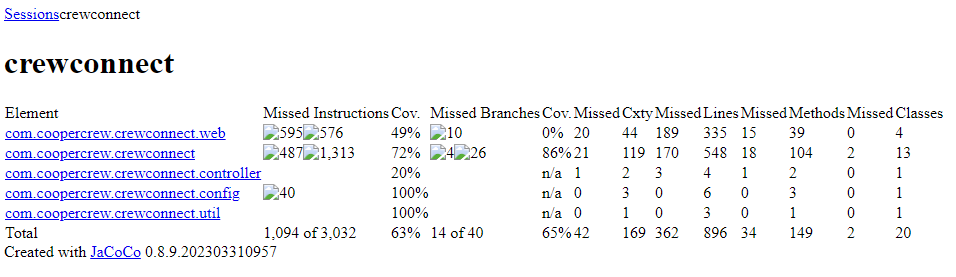 Sessionscrewconnect
crewconnect
Element Missed Instructions Cov. Missed Branches Cov. Missed Cxty Missed Lines Missed Methods Missed Classes
com.coopercrew.crewconnect.web 595 576 49% 10 0% 20 44 189 335 15 39 0 4
com.coopercrew.crewconnect 487 1,313 72% 4 26 86% 21 119 170 548 18 104 2 13
com.coopercrew.crewconnect.controller 20% n/a 1 2 3 4 1 2 0 1
com.coopercrew.crewconnect.config 40 100% n/a 0 3 0 6 0 3 0 1
com.coopercrew.crewconnect.util 100% n/a 0 1 0 3 0 1 0 1
Total 1,094 of 3,032 63% 14 of 40 65% 42 169 362 896 34 149 2 20
Created with JaCoCo 0.8.9.202303310957